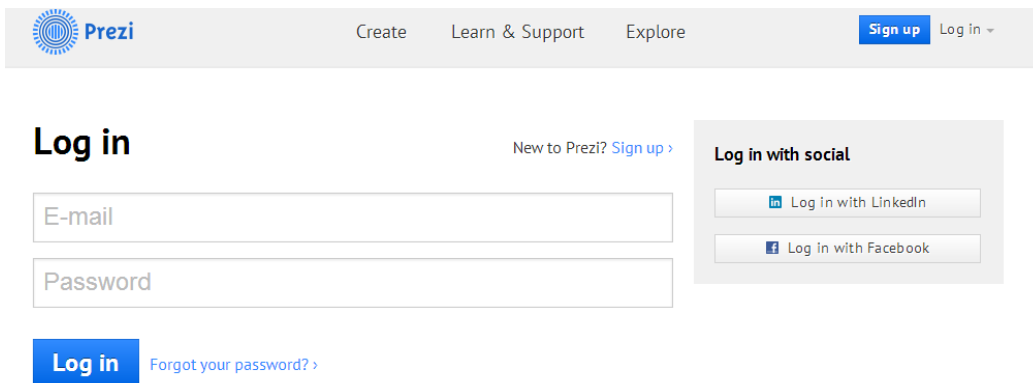 Prezi Create Learn & Support Explore Sign up Log in
Log in
New to Prezi? Sign up ›
E-mail
Password
Log in Forgot your password? ›
Log in with social
in Log in with LinkedIn
f Log in with Facebook